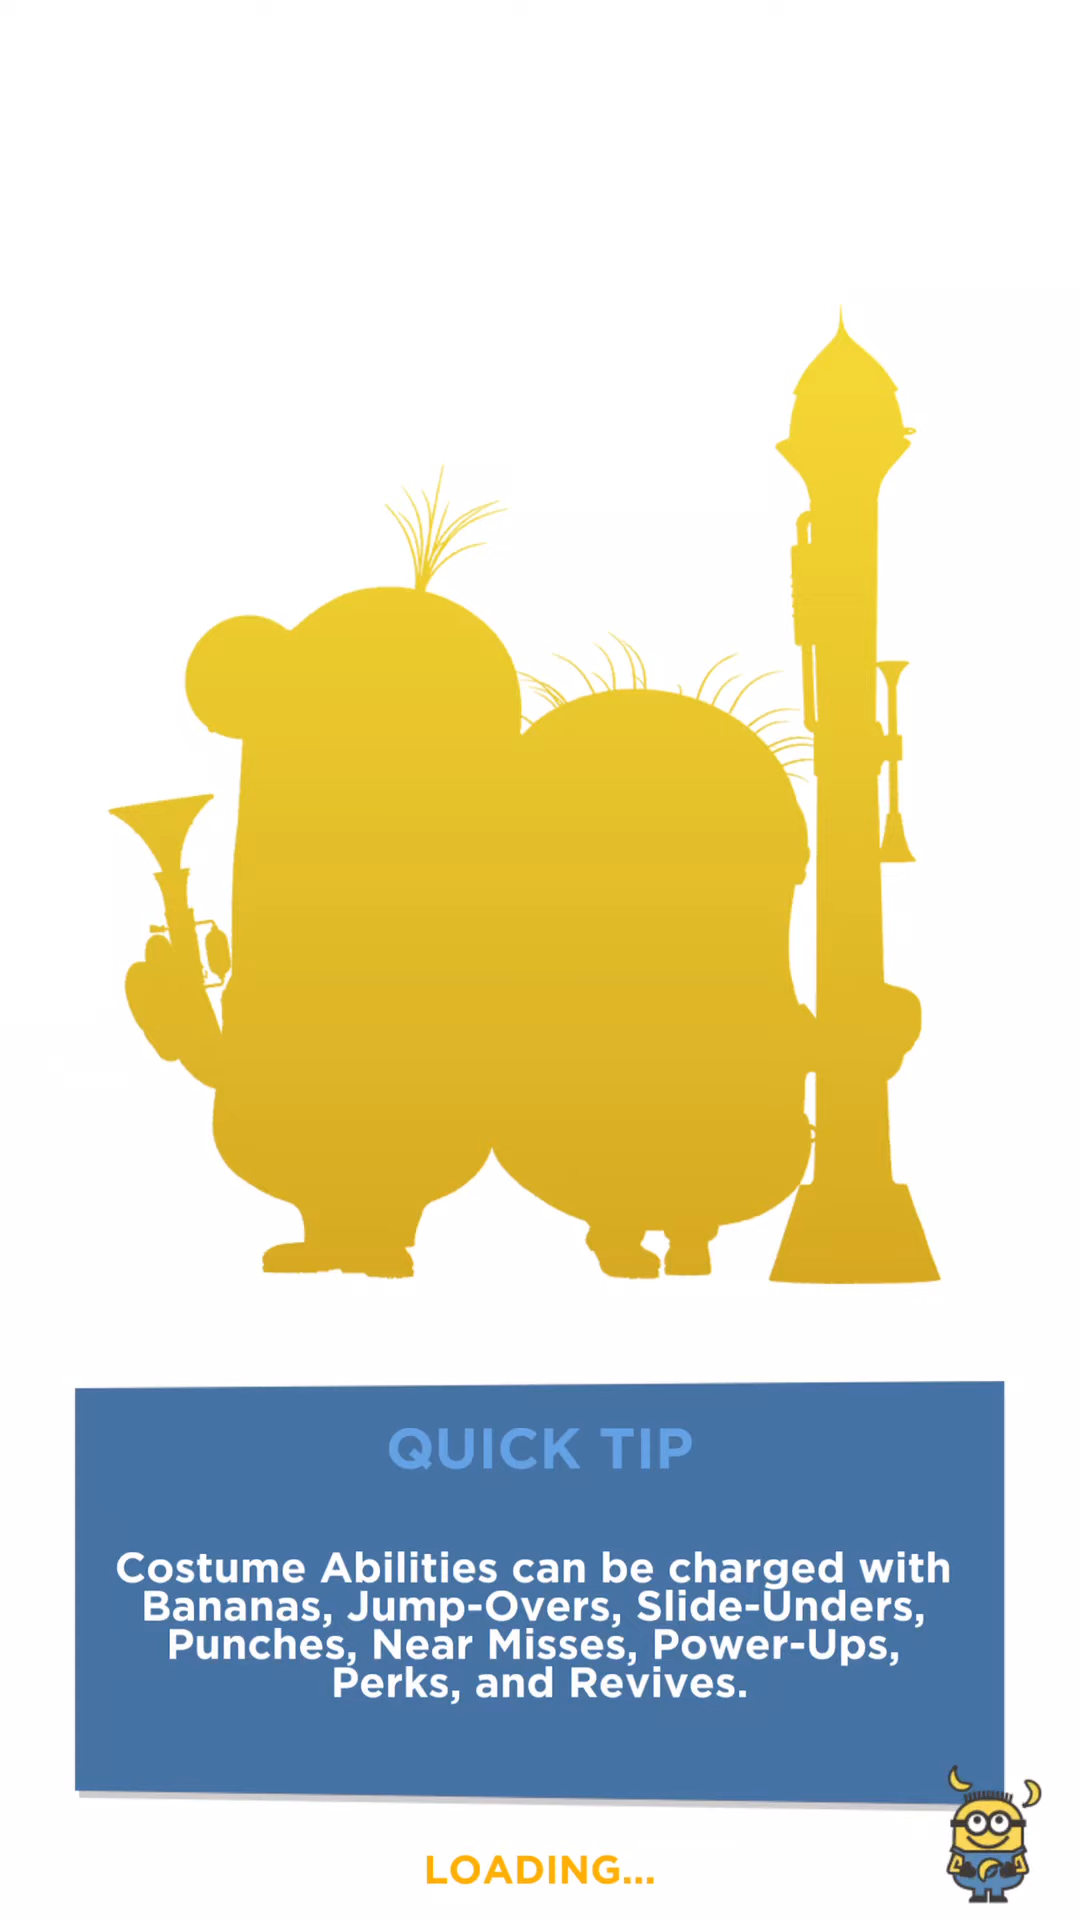 QUICK TIP
Costume Abilities can be charged with
Bananas, Jump-Overs, Slide-Unders,
Punches, Near Misses, Power-Ups,
Perks, and Revives.
LOADING...